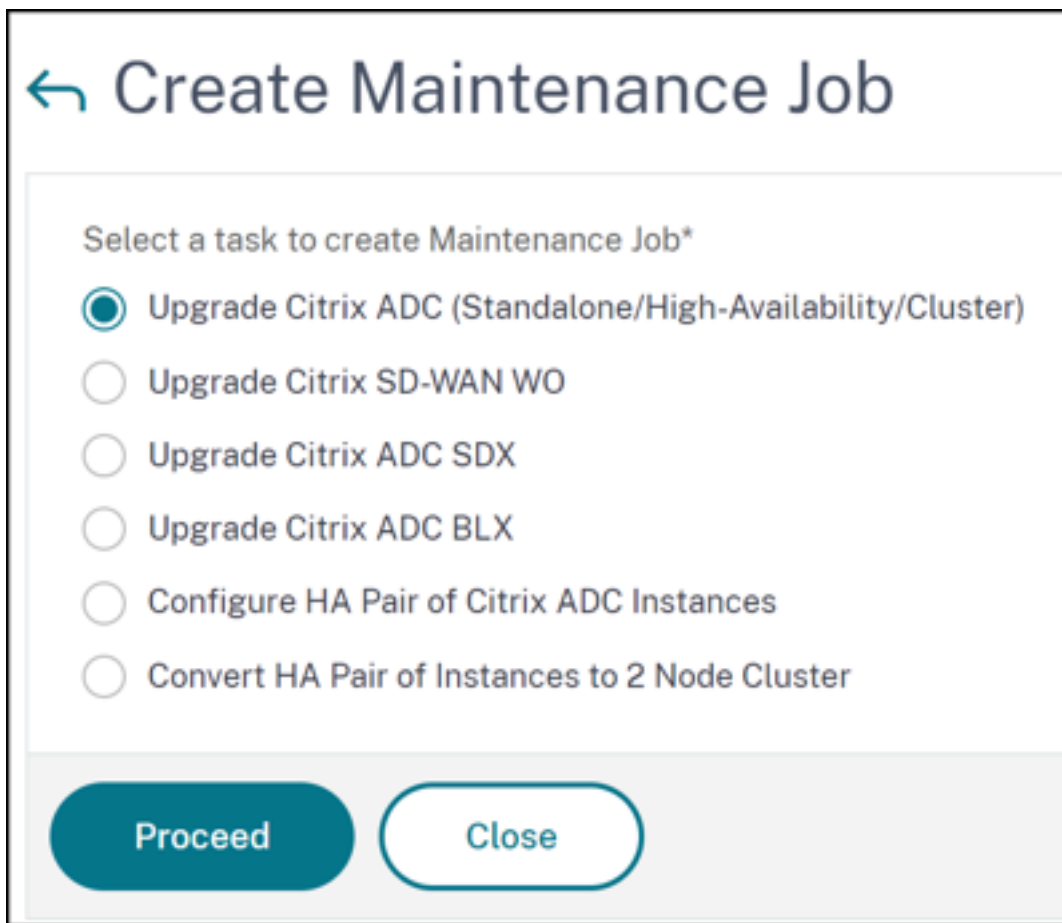 Create Maintenance Job
Select a task to create Maintenance Job*
Upgrade Citrix ADC (Standalone/High-Availability/Cluster)
Upgrade Citrix SD-WAN WO
Upgrade Citrix ADC SDX
Upgrade Citrix ADC BLX
Configure HA Pair of Citrix ADC Instances
Convert HA Pair of Instances to 2 Node Cluster
Proceed Close